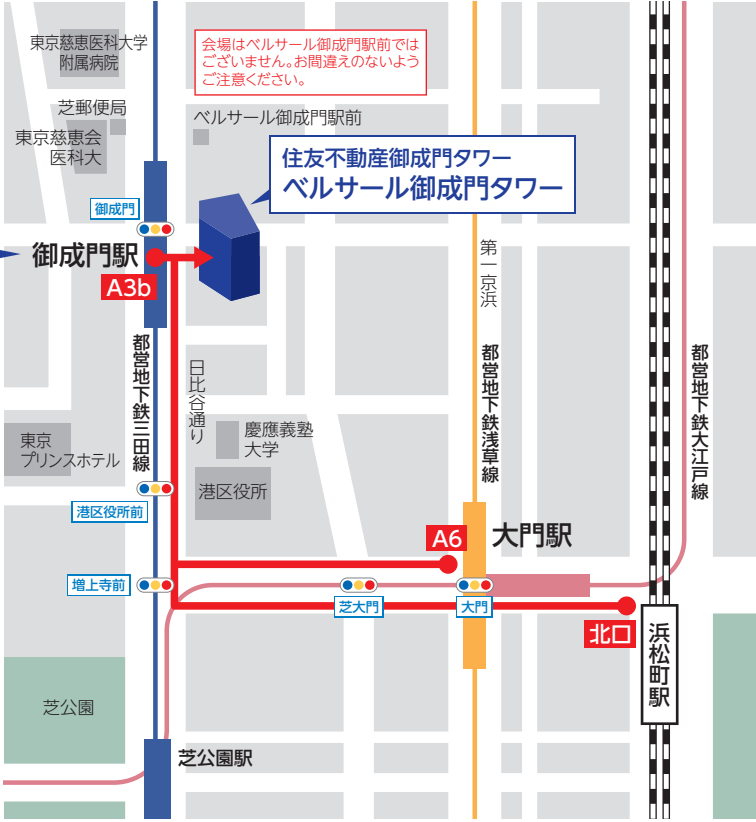 東京慈恵医科大学
附属病院
会場はベルサール御成門駅前では
ございません。お間違えのないよう
ご注意ください。
芝郵便局
東京慈恵会
医科大
ベルサール御成門駅前
住友不動産御成門タワー
ベルサール御成門タワー
御成門
御成門駅
A3b
第一京浜
都営地下鉄三田線
日比谷通り
都営地下鉄浅草線
都営地下鉄大江戸線
東京
プリンスホテル
慶應義塾
大学
港区役所
港区役所前
A6
大門駅
増上寺前
芝大門
大門
北口
浜松町駅
芝公園
芝公園駅